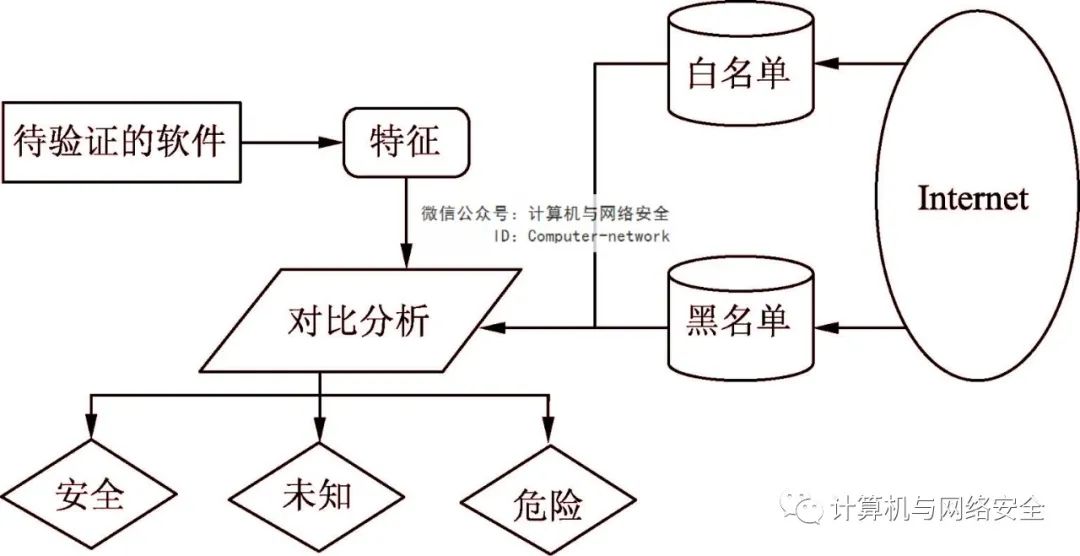 白名单
待验证的软件
特征
Internet
微信公众号：计算机与网络安全
ID：Computer-network
对比分析
黑名单
安全
未知
危险
计算机与网络安全